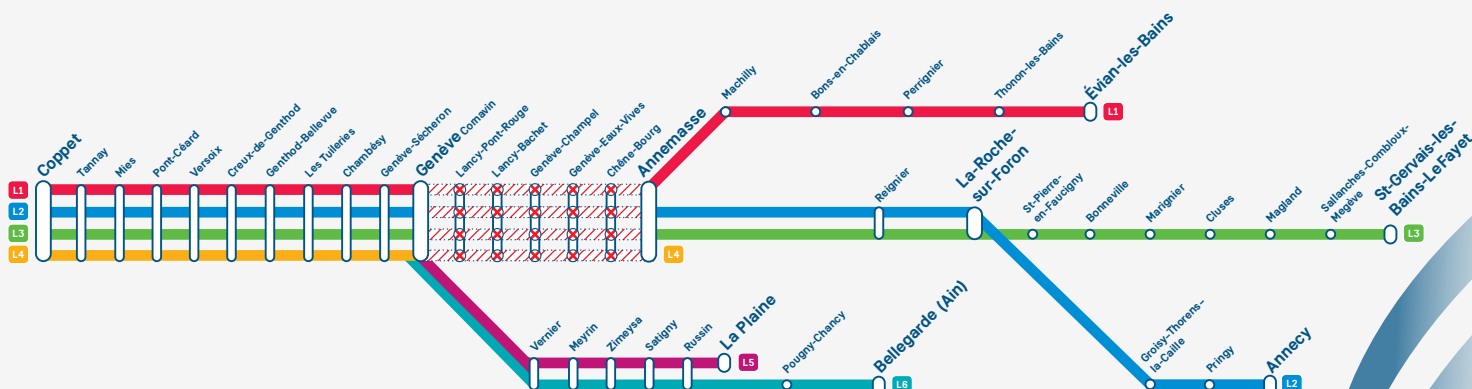 Coppet
Tannay
Mies
Pont-Céard
Versoix
Creux-de-Genthod
Genthod-Bellevue
Les Tuileries
Chambésy
Genève-Sécheron
Genève Cornavin
Lancy-Pont-Rouge
Lancy-Bachet
Genève-Champel
Genève-Eaux-Vives
Chêne-Bourg
Annemasse
Machilly
Bons-en-Chablais
Perrignier
Thonon-les-Bains
Évian-les-Bains
L1
L1
L2
L3
L4
L4
Reignier
La-Roche-
sur-Foron
St-Pierre-
en-Faucigny
Bonneville
Marignier
Cluses
Magland
Sallanches-Combloux-
Megève
St-Gervais-les-
Bains-Le Fayet
L3
Vernier
Meyrin
Zimeysa
Satigny
Russin
La Plaine
L5
Pougny-Chancy
Bellegarde (Ain)
L6
Groisy-Thorens-
la-Caille
Pringy
Annecy
L2